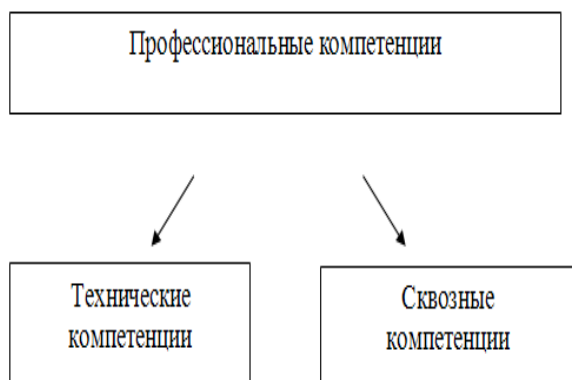 Профессиональные компетенции
Технические
компетенции
Сквозные
компетенции